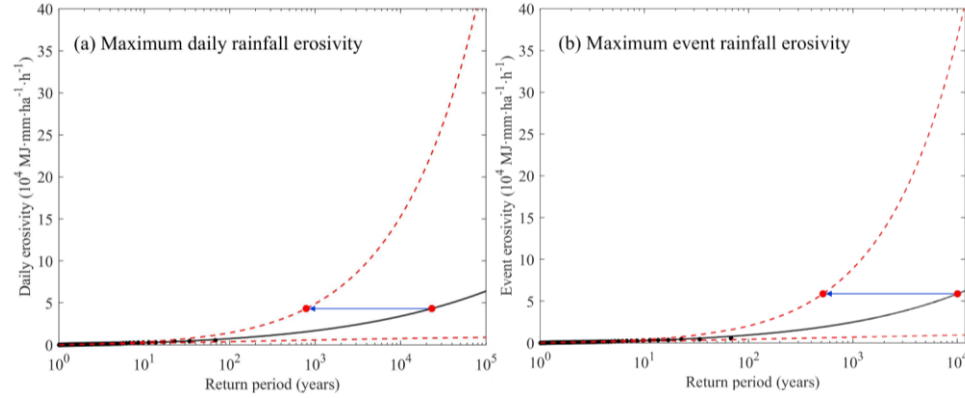 (a) Maximum daily rainfall erosivity
Daily erosivity (10⁴ MJ·mm·ha⁻¹·h⁻¹)
40
35
30
25
20
15
10
5
0
10⁰ 10¹ 10² 10³ 10⁴ 10⁵
Return period (years)
(b) Maximum event rainfall erosivity
Event erosivity (10⁴ MJ·mm·ha⁻¹·h⁻¹)
40
35
30
25
20
15
10
5
0
10⁰ 10¹ 10² 10³ 10⁴
Return period (years)